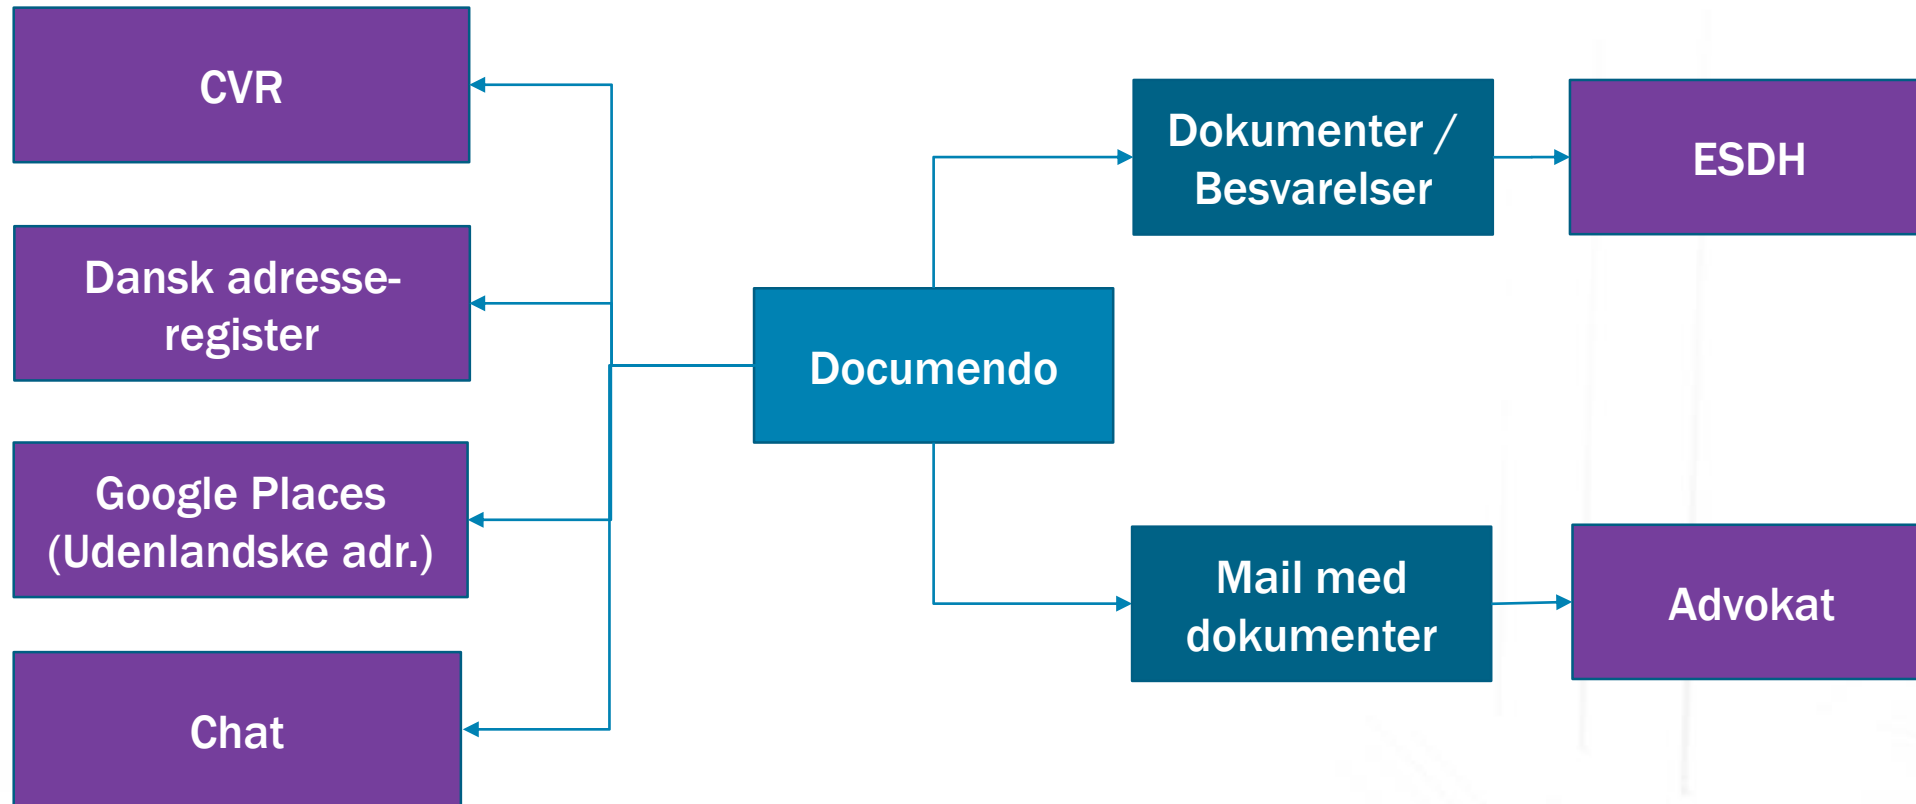 CVR
Dansk adresse-
register
Google Places
(Udenlandske adr.)
Chat
Documendo
Dokumenter /
Besvarelser
ESDH
Mail med
dokumenter
Advokat